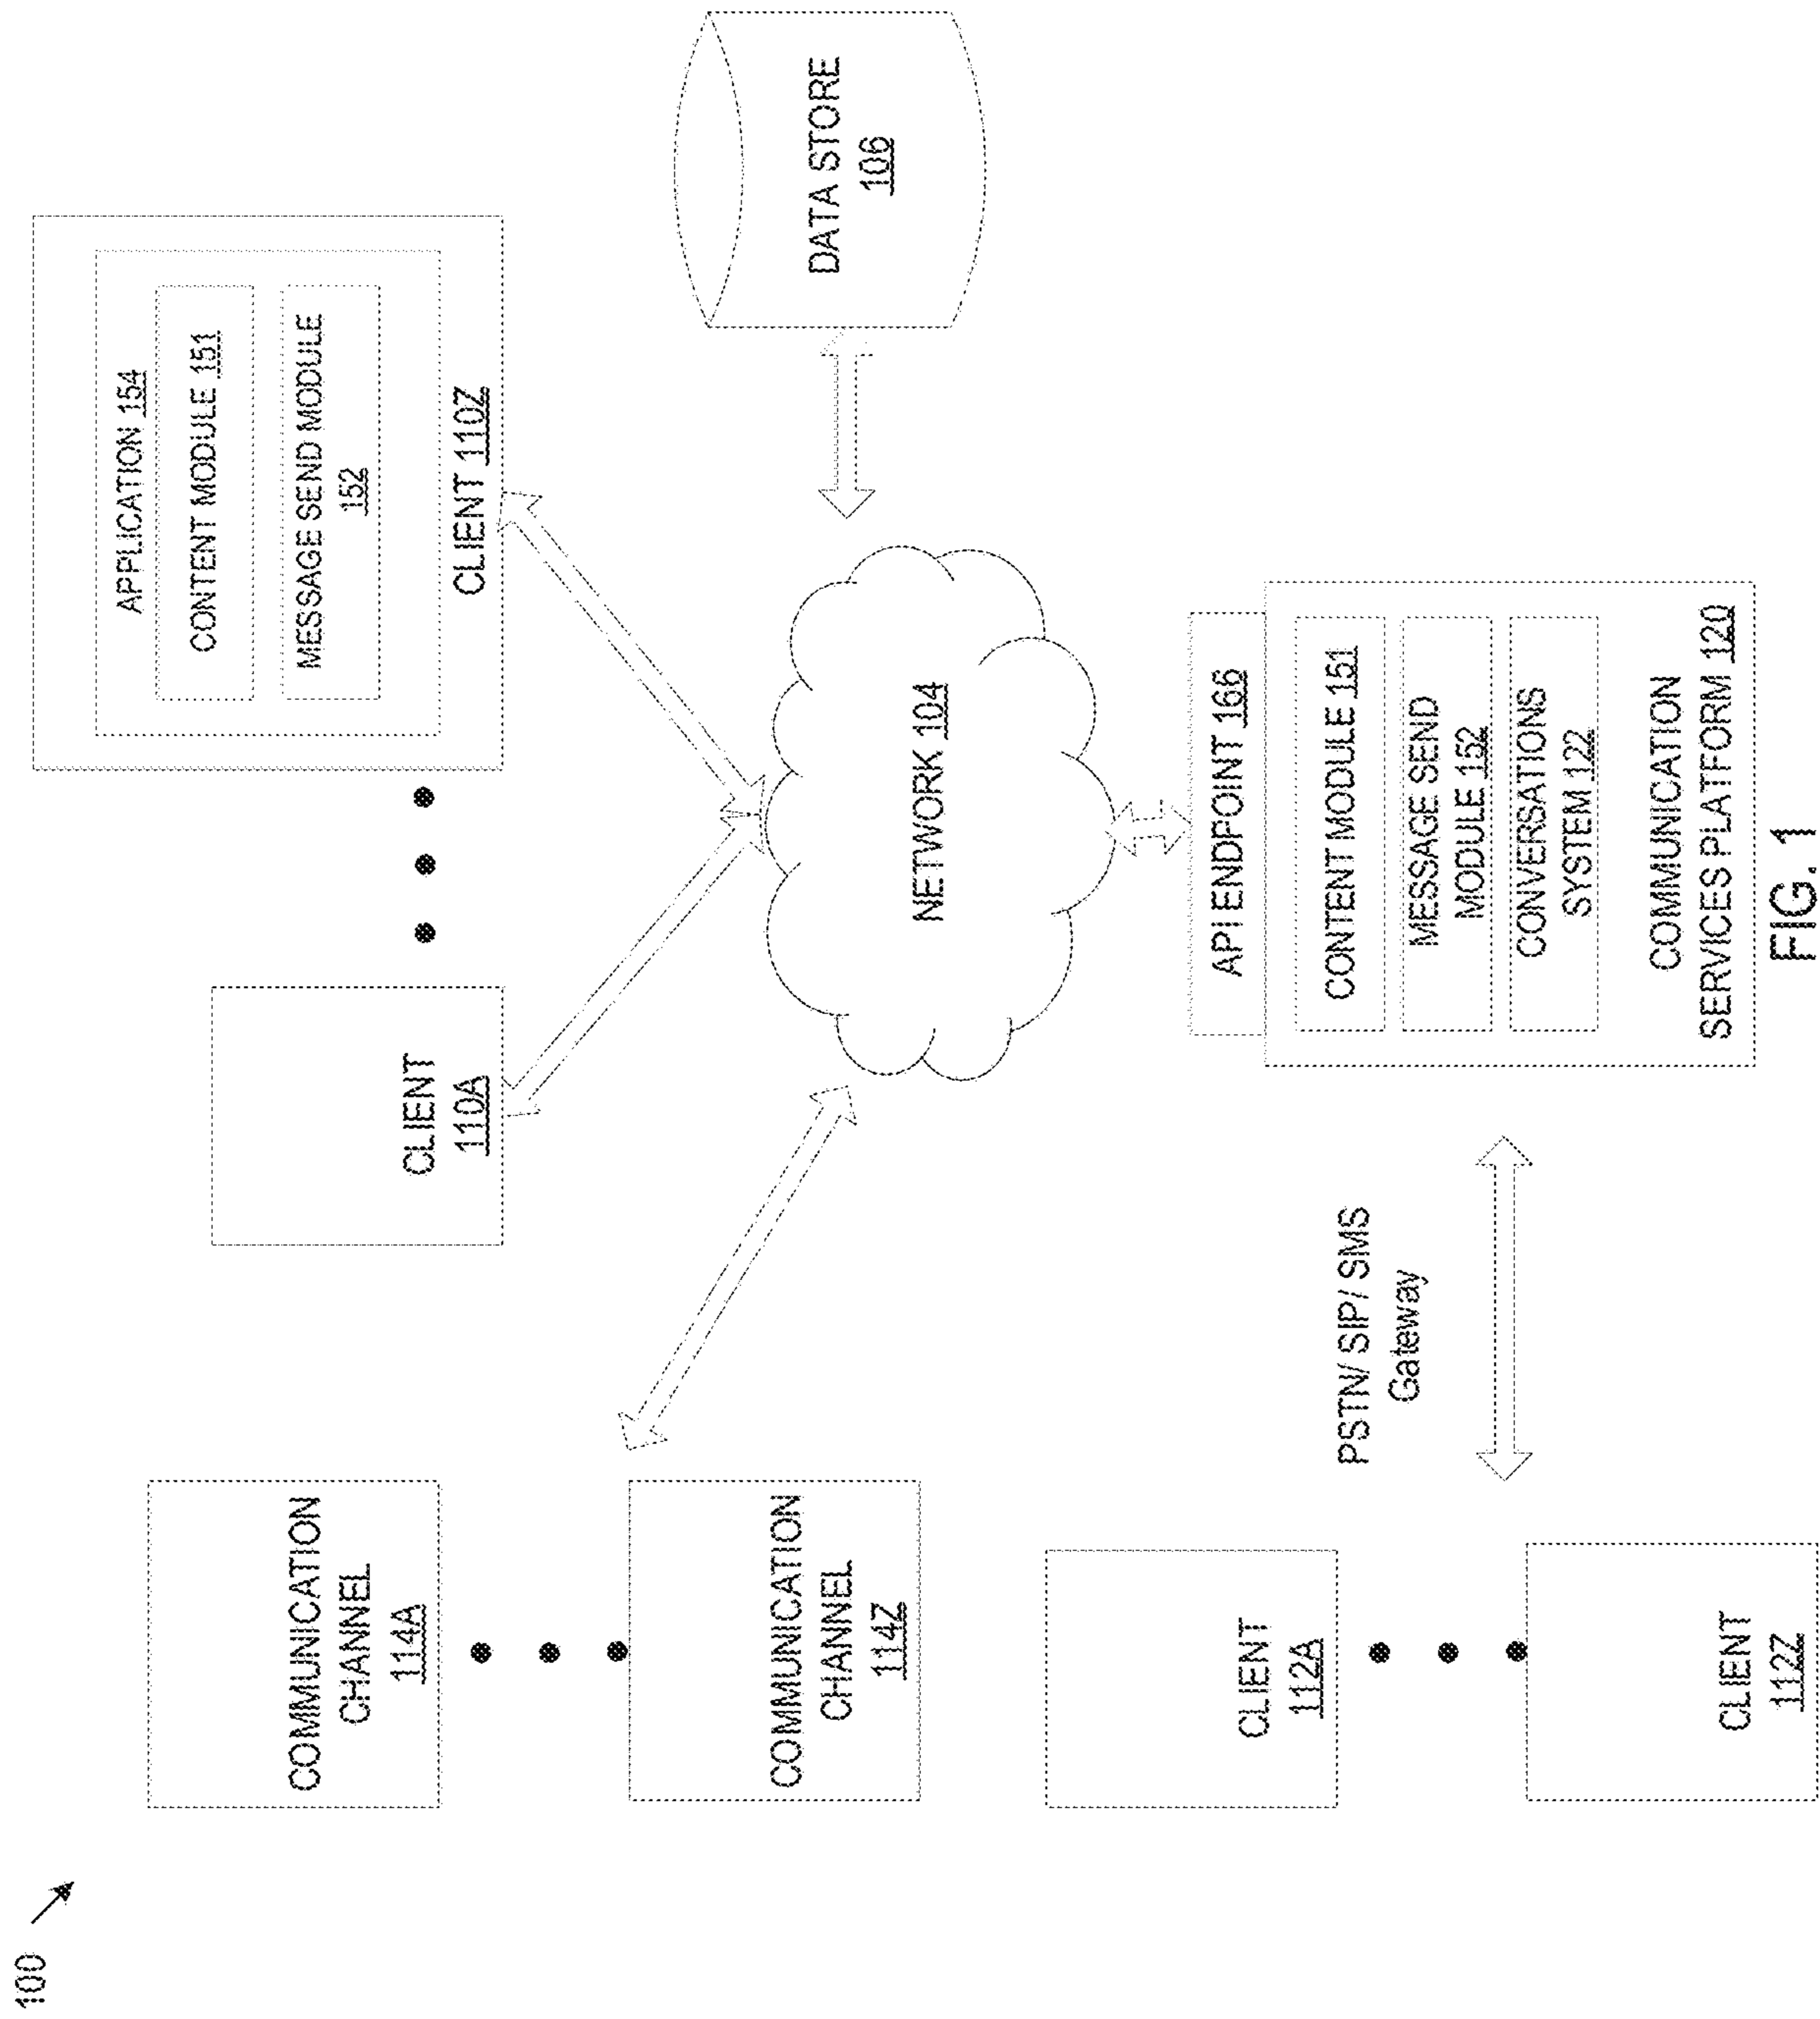 100
COMMUNICATION
CHANNEL
114A
COMMUNICATION
CHANNEL
114Z
CLIENT
112A
CLIENT
112Z
PSTN/ SIP/ SMS
Gateway
CLIENT
110A
APPLICATION 154
CONTENT MODULE 151
MESSAGE SEND MODULE
152
CLIENT 110Z
NETWORK 104
DATA STORE
106
API ENDPOINT 166
CONTENT MODULE 151
MESSAGE SEND
MODULE 152
CONVERSATIONS
SYSTEM 122
COMMUNICATION
SERVICES PLATFORM 120
FIG. 1